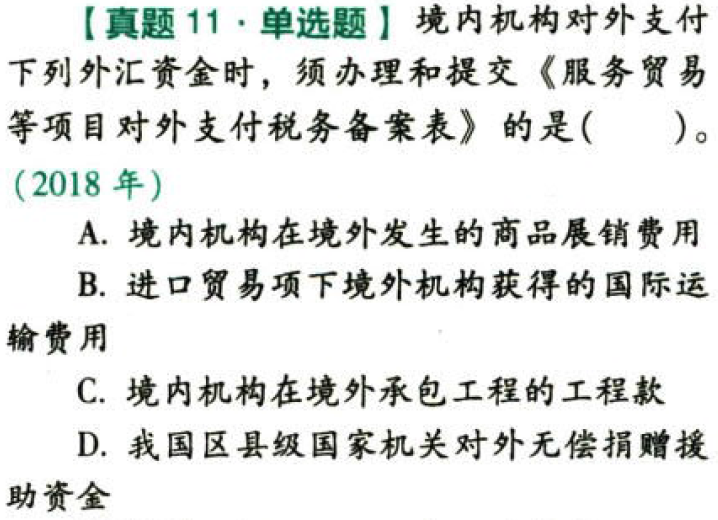 【真题 11·单选题】境内机构对外支付
下列外汇资金时，须办理和提交《服务贸易
等项目对外支付税务备案表》的是(　　)。
(2018 年)
A. 境内机构在境外发生的商品展销费用
B. 进口贸易项下境外机构获得的国际运
输费用
C. 境内机构在境外承包工程的工程款
D. 我国区县级国家机关对外无偿捐赠援
助资金